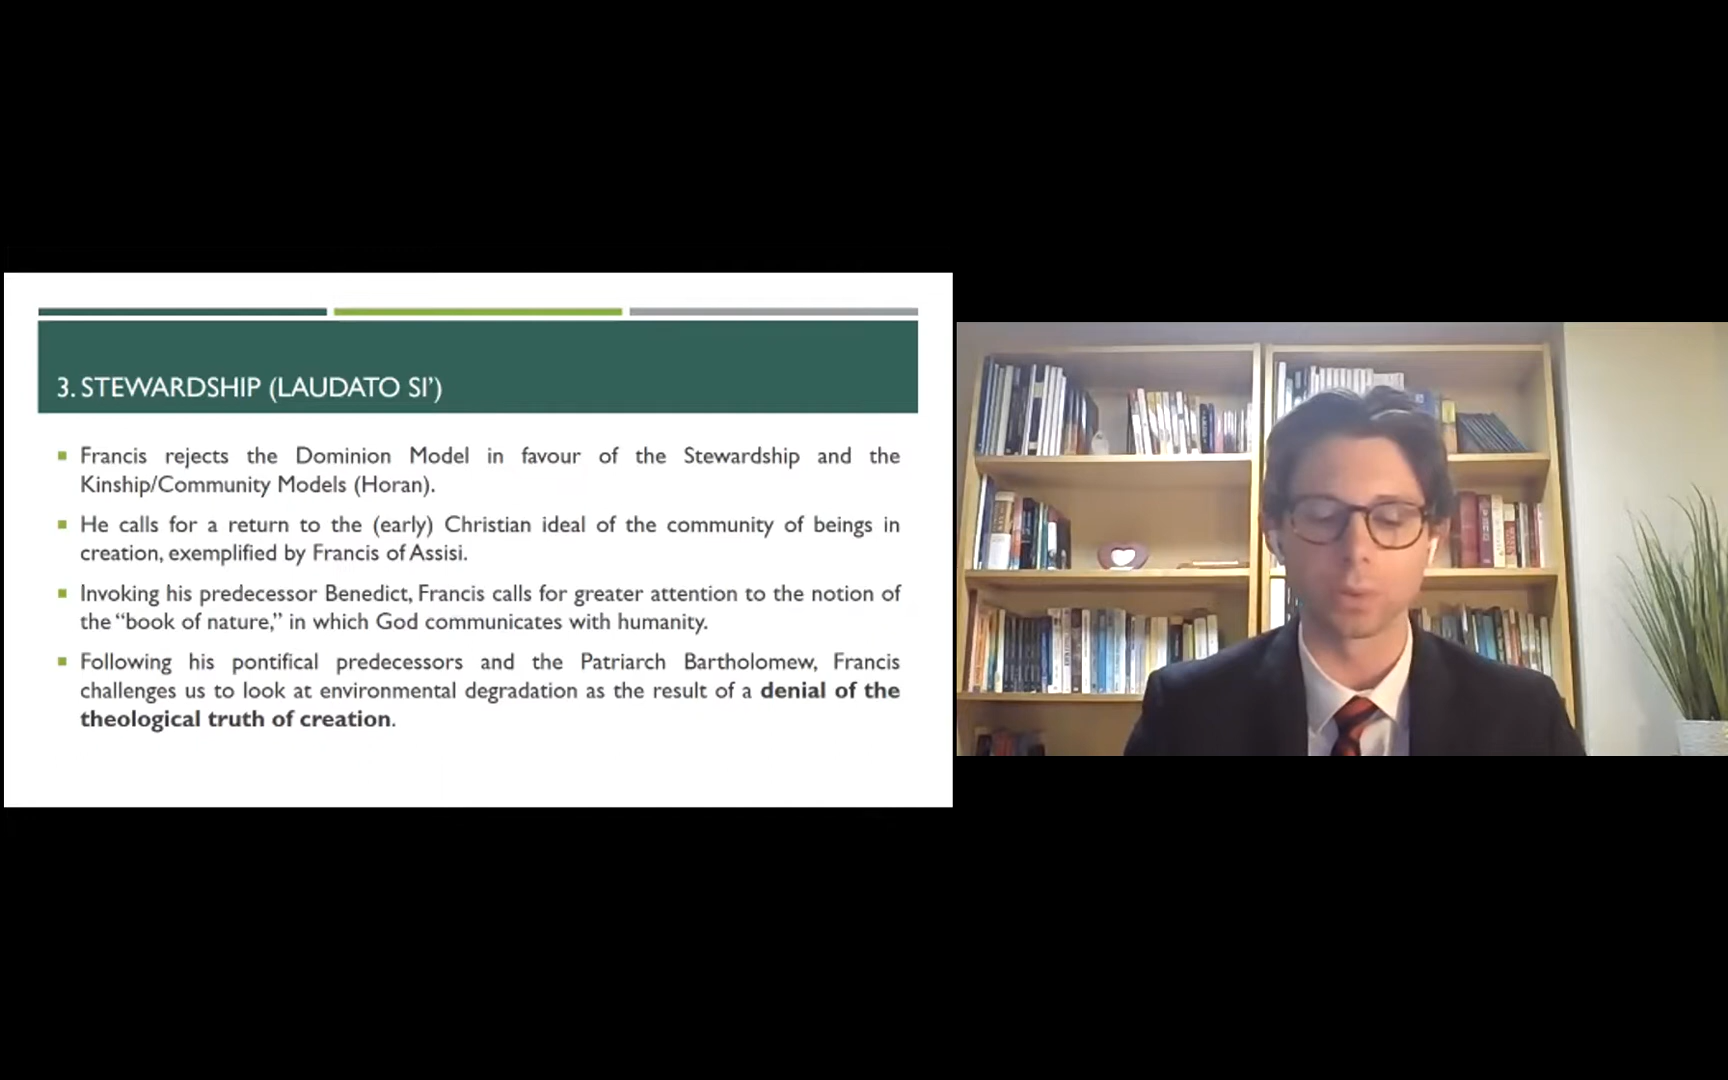 3. STEWARDSHIP (LAUDATO SI’)
Francis rejects the Dominion Model in favour of the Stewardship and the
Kinship/Community Models (Horan).
He calls for a return to the (early) Christian ideal of the community of beings in
creation, exemplified by Francis of Assisi.
Invoking his predecessor Benedict, Francis calls for greater attention to the notion of
the “book of nature,” in which God communicates with humanity.
Following his pontifical predecessors and the Patriarch Bartholomew, Francis
challenges us to look at environmental degradation as the result of a denial of the
theological truth of creation.